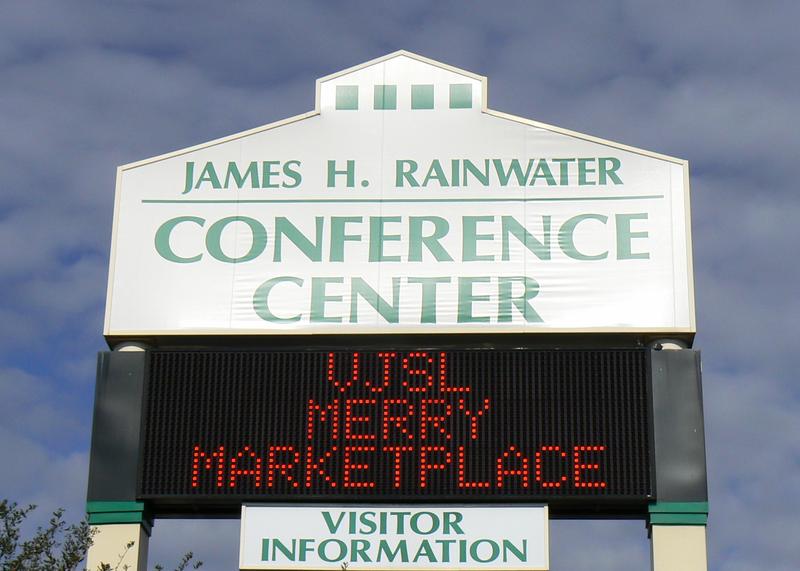 JAMES H. RAINWATER
CONFERENCE
CENTER
VJSL
MERRY
MARKETPLACE
VISITOR
INFORMATION